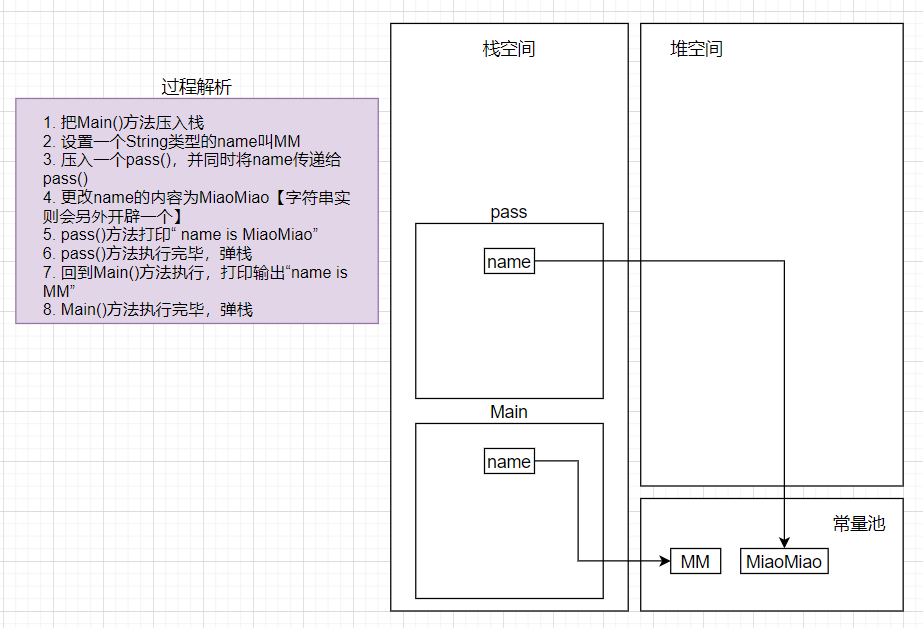 过程解析
1. 把Main()方法压入栈
2. 设置一个String类型的name叫MM
3. 压入一个pass()，并同时将name传递给
pass()
4. 更改name的内容为MiaoMiao【字符串实
则会另外开辟一个】
5. pass()方法打印“ name is MiaoMiao”
6. pass()方法执行完毕，弹栈
7. 回到Main()方法执行，打印输出“name is
MM”
8. Main()方法执行完毕，弹栈
栈空间
pass
name
Main
name
堆空间
常量池
MM
MiaoMiao